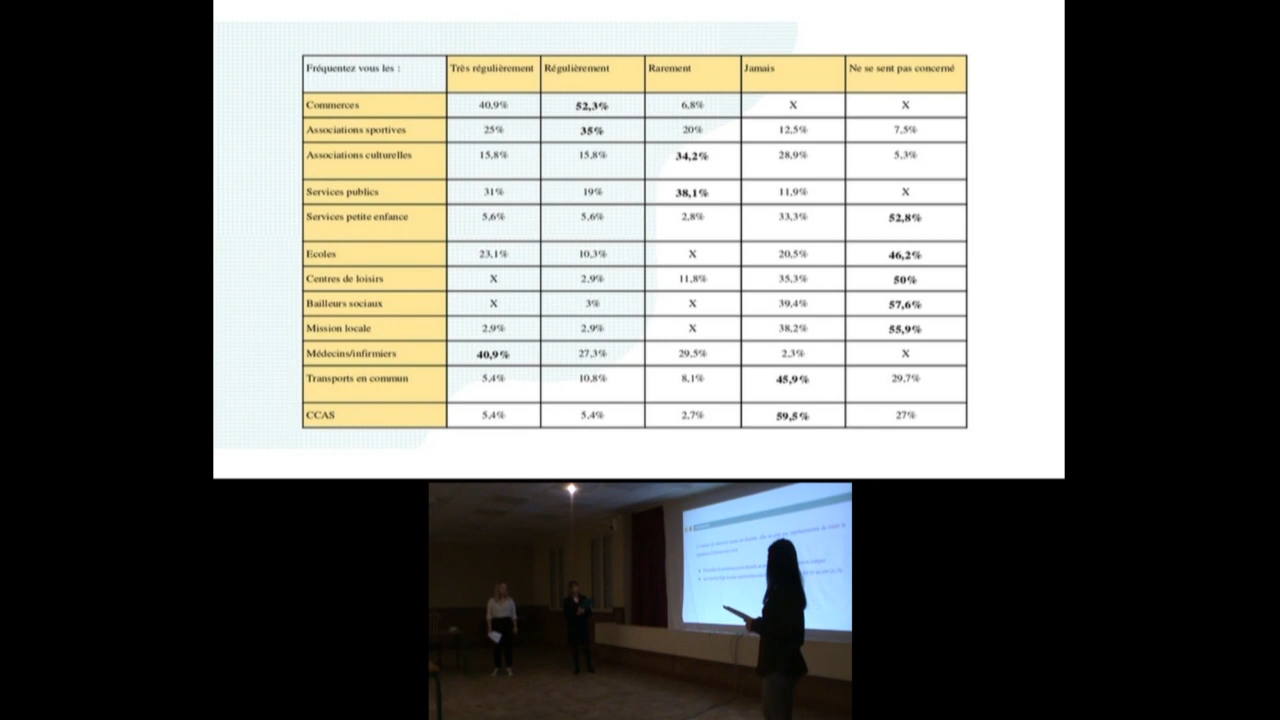 Fréquentez vous les : Très régulièrement Régulièrement Rarement Jamais Ne se sent pas concerné
Commerces 40,9% 52,3% 6,8% X X
Associations sportives 25% 35% 20% 12,5% 7,5%
Associations culturelles 15,8% 15,8% 34,2% 28,9% 5,3%
Services publics 31% 19% 38,1% 11,9% X
Services petite enfance 5,6% 5,6% 2,8% 33,3% 52,8%
Ecoles 23,1% 10,3% X 20,5% 46,2%
Centres de loisirs X 2,9% 11,8% 35,3% 50%
Bailleurs sociaux X 3% X 39,4% 57,6%
Mission locale 2,9% 2,9% X 38,2% 55,9%
Médecins/infirmiers 40,9% 27,3% 29,5% 2,3% X
Transports en commun 5,4% 10,8% 8,1% 45,9% 29,7%
CCAS 5,4% 5,4% 2,7% 59,5% 27%